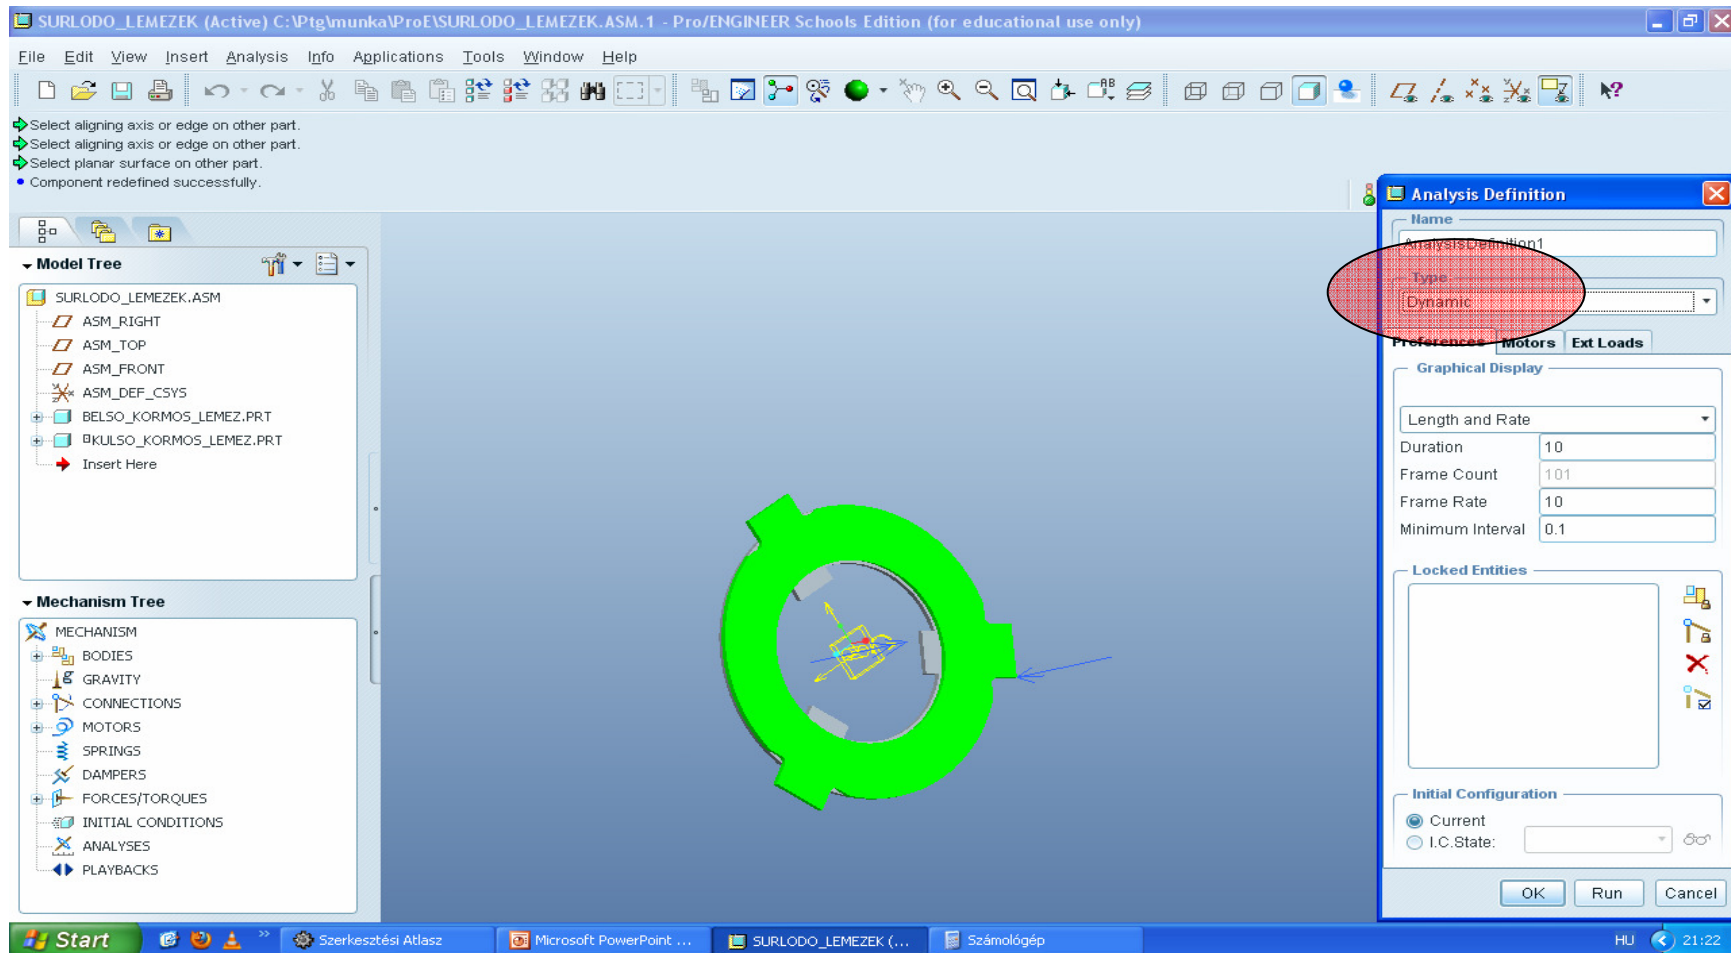 SURLODO_LEMEZEK (Active) C:\Ptg\munka\ProE\SURLODO_LEMEZEK.ASM.1 - Pro/ENGINEER Schools Edition (for educational use only)
File Edit View Insert Analysis Info Applications Tools Window Help
Select aligning axis or edge on other part.
Select aligning axis or edge on other part.
Select planar surface on other part.
Component redefined successfully.
Model Tree
SURLODO_LEMEZEK.ASM
ASM_RIGHT
ASM_TOP
ASM_FRONT
ASM_DEF_CSYS
BELSO_KORMOS_LEMEZ.PRT
KULSO_KORMOS_LEMEZ.PRT
Insert Here
Mechanism Tree
MECHANISM
BODIES
GRAVITY
CONNECTIONS
MOTORS
SPRINGS
DAMPERS
FORCES/TORQUES
INITIAL CONDITIONS
ANALYSES
PLAYBACKS
Analysis Definition
Name
AnalysisDefinition1
Type
Dynamic
Preferences Motors Ext Loads
Graphical Display
Length and Rate
Duration 10
Frame Count 101
Frame Rate 10
Minimum Interval 0.1
Locked Entities
Initial Configuration
Current
I.C.State:
OK Run Cancel
Start Szerkesztési Atlasz Microsoft PowerPoint ... SURLODO_LEMEZEK (... Számológép HU 21:22